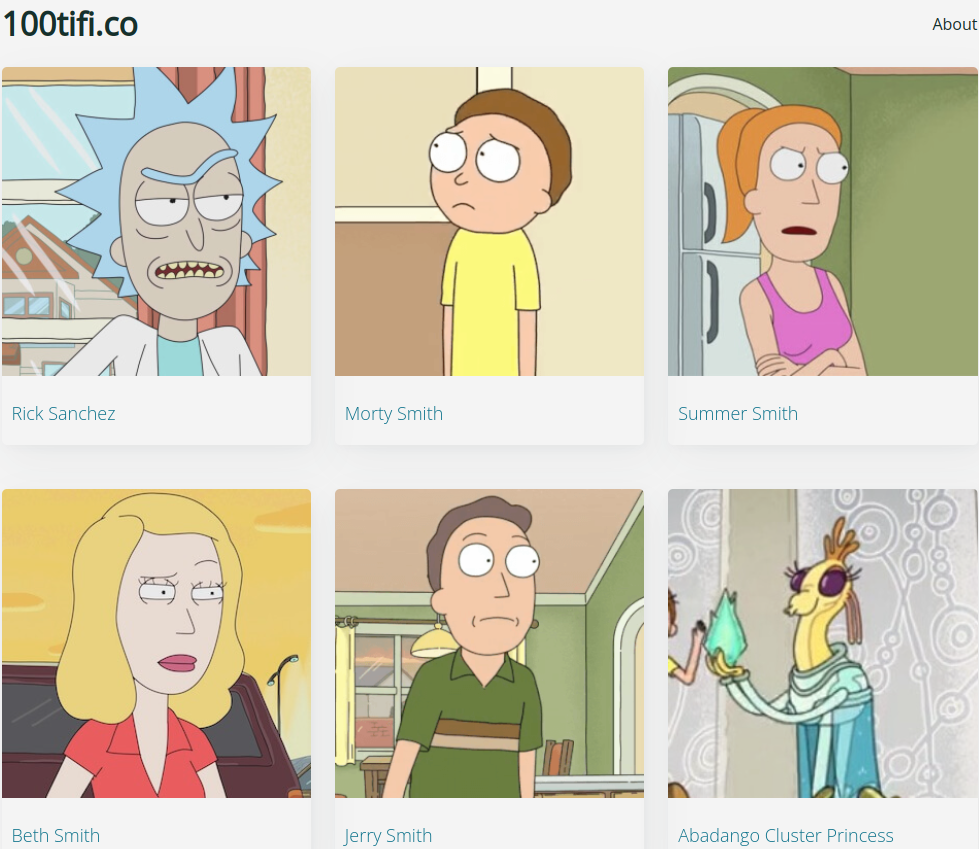 100tifi.co
About
Rick Sanchez
Morty Smith
Summer Smith
Beth Smith
Jerry Smith
Abadango Cluster Princess